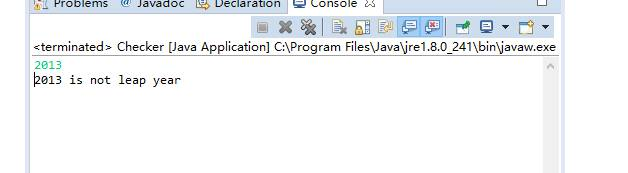 Problems @ Javadoc Declaration Console
<terminated> Checker [Java Application] C:\Program Files\Java\jre1.8.0_241\bin\javaw.exe
2013
2013 is not leap year